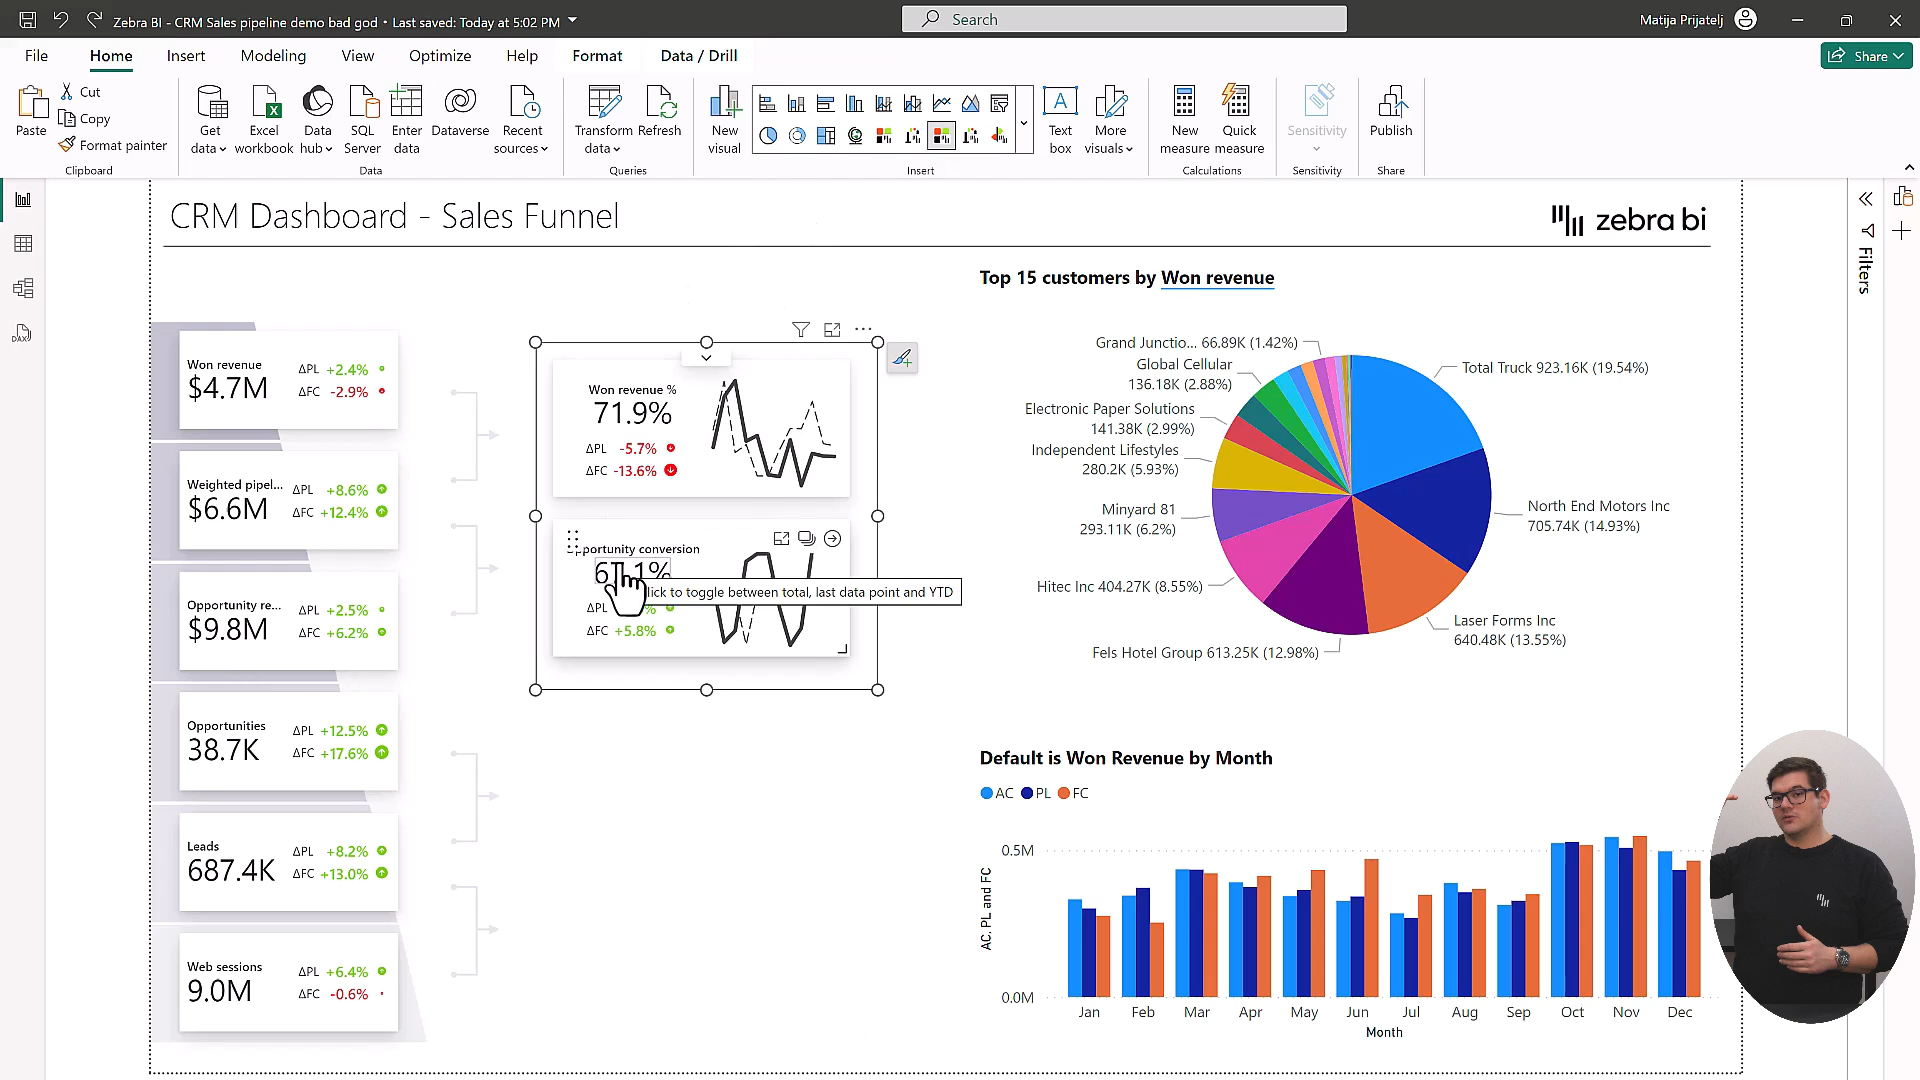 Zebra BI - CRM Sales pipeline demo bad god • Last saved: Today at 5:02 PM
Search
Matija Prijatelj
File
Home
Insert
Modeling
View
Optimize
Help
Format
Data / Drill
Share
Paste
Cut
Copy
Format painter
Clipboard
Get data
Excel workbook
Data hub
SQL Server
Enter data
Dataverse
Recent sources
Data
Transform data
Refresh
Queries
New visual
Text box
More visuals
Insert
New measure
Quick measure
Calculations
Sensitivity
Sensitivity
Publish
Share
DAX
Filters
CRM Dashboard - Sales Funnel
zebra bi
Won revenue
$4.7M
ΔPL +2.4%
ΔFC -2.9%
Weighted pipel...
$6.6M
ΔPL +8.6%
ΔFC +12.4%
Opportunity re...
$9.8M
ΔPL +2.5%
ΔFC +6.2%
Opportunities
38.7K
ΔPL +12.5%
ΔFC +17.6%
Leads
687.4K
ΔPL +8.2%
ΔFC +13.0%
Web sessions
9.0M
ΔPL +6.4%
ΔFC -0.6%
Won revenue %
71.9%
ΔPL -5.7%
ΔFC -13.6%
pportunity conversion
lick to toggle between total, last data point and YTD
ΔPL
ΔFC +5.8%
Top 15 customers by Won revenue
Grand Junctio... 66.89K (1.42%)
Global Cellular
136.18K (2.88%)
Electronic Paper Solutions
141.38K (2.99%)
Independent Lifestyles
280.2K (5.93%)
Minyard 81
293.11K (6.2%)
Hitec Inc 404.27K (8.55%)
Fels Hotel Group 613.25K (12.98%)
Total Truck 923.16K (19.54%)
North End Motors Inc
705.74K (14.93%)
Laser Forms Inc
640.48K (13.55%)
Default is Won Revenue by Month
AC PL FC
AC, PL and FC
0.5M
0.0M
Jan Feb Mar Apr May Jun Jul Aug Sep Oct Nov Dec
Month